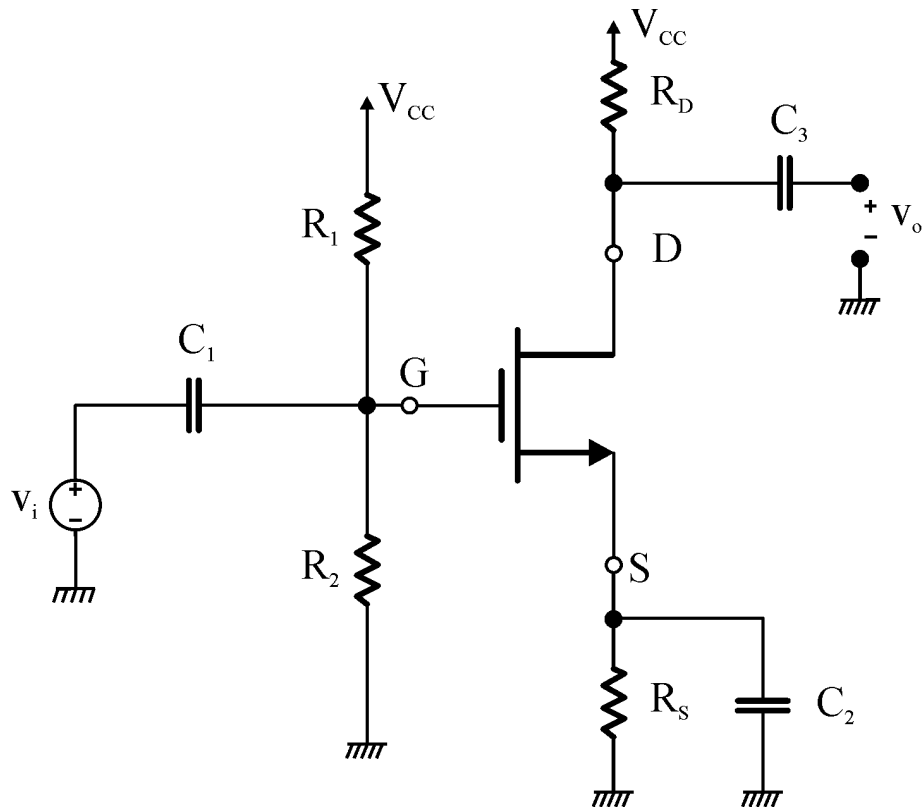 V_CC
R_D
V_CC
C_3
R_1
+
v_o
-
D
C_1
G
+
v_i
-
R_2
S
R_S
C_2